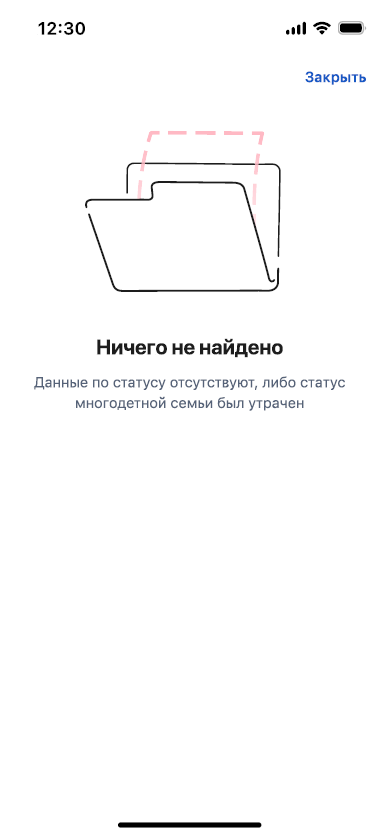 12:30
Закрыть
Ничего не найдено
Данные по статусу отсутствуют, либо статус
многодетной семьи был утрачен